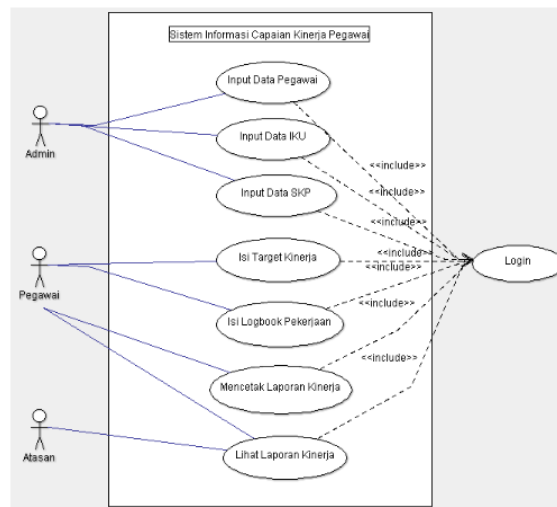 Sistem Informasi Capaian Kinerja Pegawai
Input Data Pegawai
Admin
Input Data IKU
<<include>>
<<include>>
Input Data SKP
<<include>>
Isi Target Kinerja
<<include>>
Login
<<include>>
Pegawai
<<include>>
Isi Logbook Pekerjaan
<<include>>
Mencetak Laporan Kinerja
Atasan
Lihat Laporan Kinerja